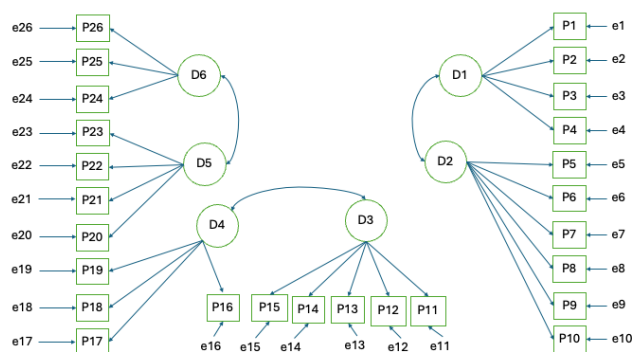 e26 P26
e25 P25
e24 P24
e23 P23
e22 P22
e21 P21
e20 P20
e19 P19
e18 P18
e17 P17
D6
D5
D4
D3
D1
D2
P16 P15 P14 P13 P12 P11
e16 e15 e14 e13 e12 e11
P1 e1
P2 e2
P3 e3
P4 e4
P5 e5
P6 e6
P7 e7
P8 e8
P9 e9
P10 e10